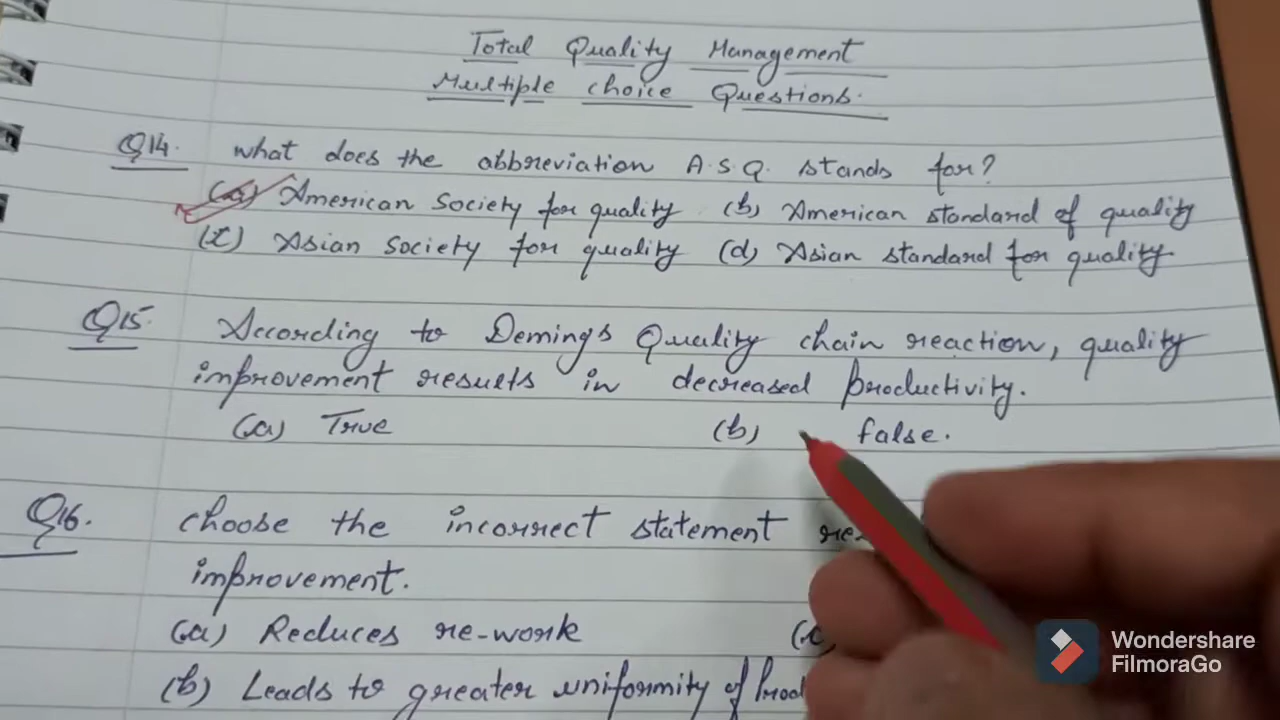 Total Quality Management
Multiple choice Questions.
Q14. what does the abbreviation A.S.Q. stands for?
(a) American Society for quality (b) American standard of quality
(c) Asian society for quality (d) Asian standard for quality
Q15. According to Demings Quality chain reaction, quality
improvement results in decreased productivity.
(a) True (b) false.
Q16. choose the incorrect statement
improvement.
(a) Reduces re-work (c)
(b) Leads to greater uniformity of
Wondershare
FilmoraGo